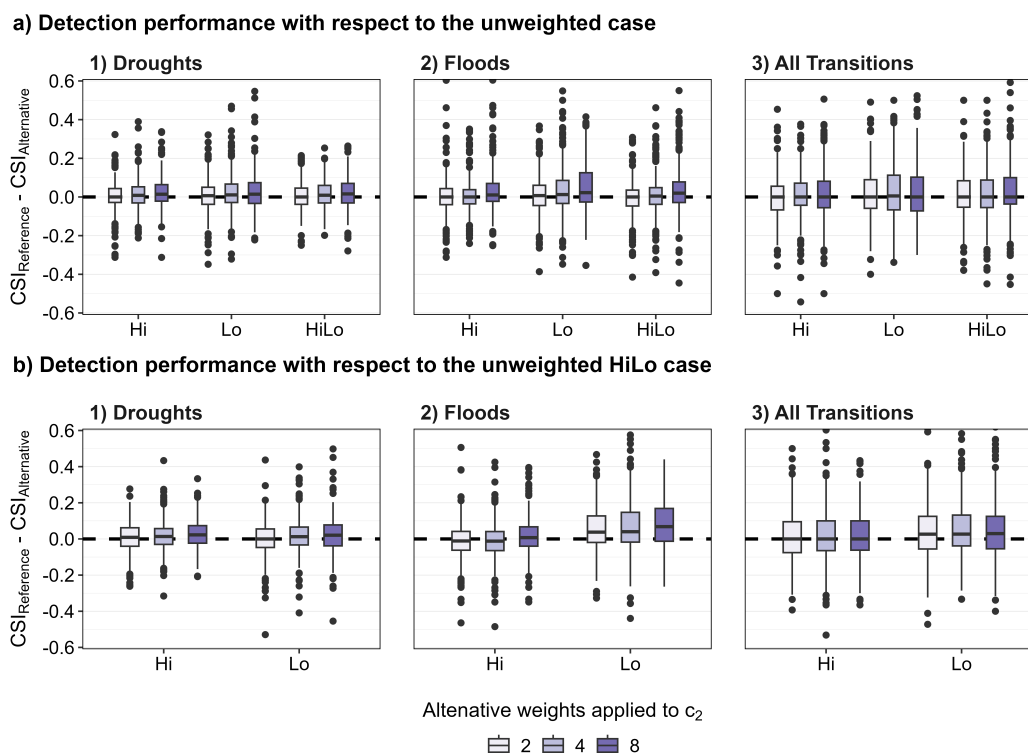 a) Detection performance with respect to the unweighted case
1) Droughts
2) Floods
3) All Transitions
CSI_Reference - CSI_Alternative
0.6
0.4
0.2
0.0
-0.2
-0.4
-0.6
Hi Lo HiLo
Hi Lo HiLo
Hi Lo HiLo
b) Detection performance with respect to the unweighted HiLo case
1) Droughts
2) Floods
3) All Transitions
CSI_Reference - CSI_Alternative
0.6
0.4
0.2
0.0
-0.2
-0.4
-0.6
Hi Lo
Hi Lo
Hi Lo
Altenative weights applied to c₂
2 4 8